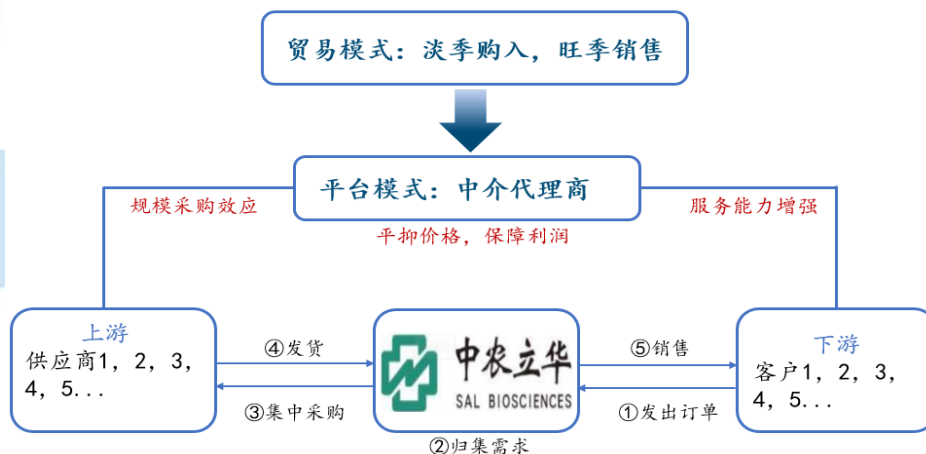 贸易模式：淡季购入，旺季销售
平台模式：中介代理商
规模采购效应
服务能力增强
平抑价格，保障利润
上游
供应商1，2，3，
4，5...
④发货
③集中采购
中农立华
SAL BIOSCIENCES
②归集需求
⑤销售
①发出订单
下游
客户1，2，3，
4，5...